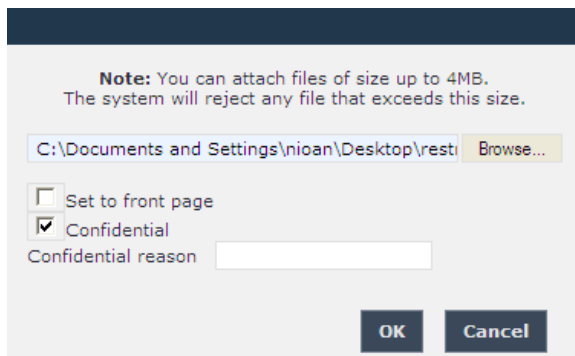 Note: You can attach files of size up to 4MB.
The system will reject any file that exceeds this size.
C:\Documents and Settings\nioan\Desktop\restr Browse...
Set to front page
Confidential
Confidential reason
OK Cancel